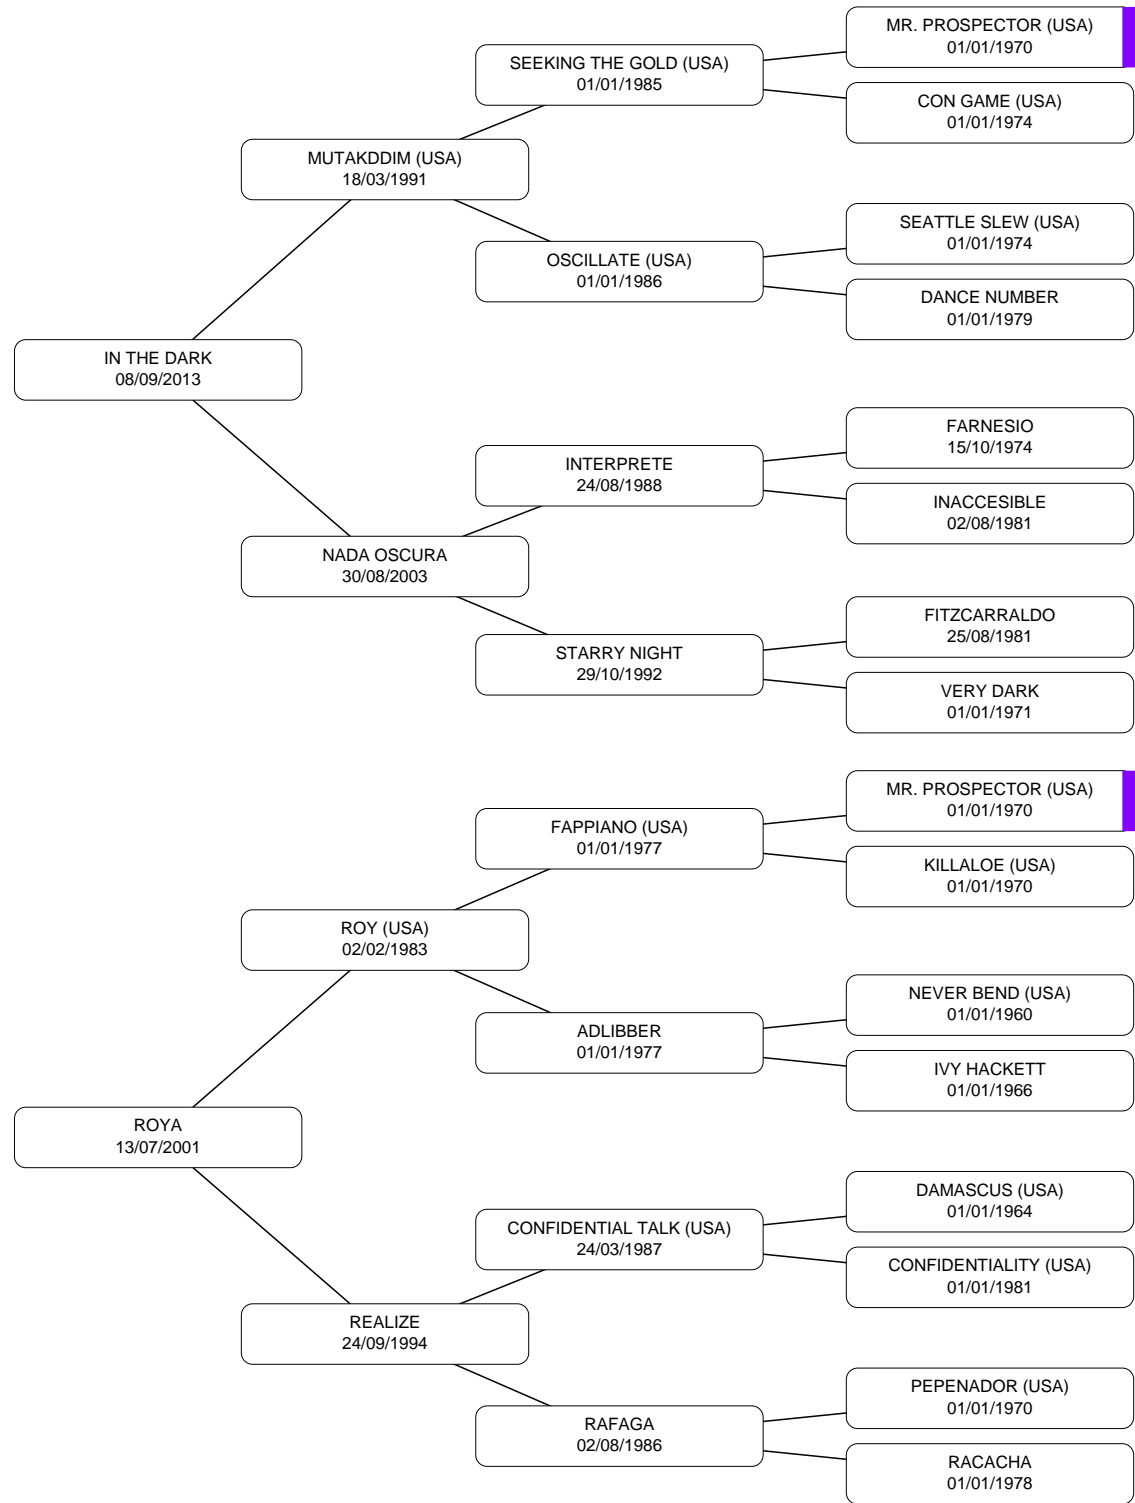 MR. PROSPECTOR (USA)
01/01/1970
SEEKING THE GOLD (USA)
01/01/1985
CON GAME (USA)
01/01/1974
MUTAKDDIM (USA)
18/03/1991
SEATTLE SLEW (USA)
01/01/1974
OSCILLATE (USA)
01/01/1986
DANCE NUMBER
01/01/1979
IN THE DARK
08/09/2013
FARNESIO
15/10/1974
INTERPRETE
24/08/1988
INACCESIBLE
02/08/1981
NADA OSCURA
30/08/2003
FITZCARRALDO
25/08/1981
STARRY NIGHT
29/10/1992
VERY DARK
01/01/1971
MR. PROSPECTOR (USA)
01/01/1970
FAPPIANO (USA)
01/01/1977
KILLALOE (USA)
01/01/1970
ROY (USA)
02/02/1983
NEVER BEND (USA)
01/01/1960
ADLIBBER
01/01/1977
IVY HACKETT
01/01/1966
ROYA
13/07/2001
DAMASCUS (USA)
01/01/1964
CONFIDENTIAL TALK (USA)
24/03/1987
CONFIDENTIALITY (USA)
01/01/1981
REALIZE
24/09/1994
PEPENADOR (USA)
01/01/1970
RAFAGA
02/08/1986
RACACHA
01/01/1978